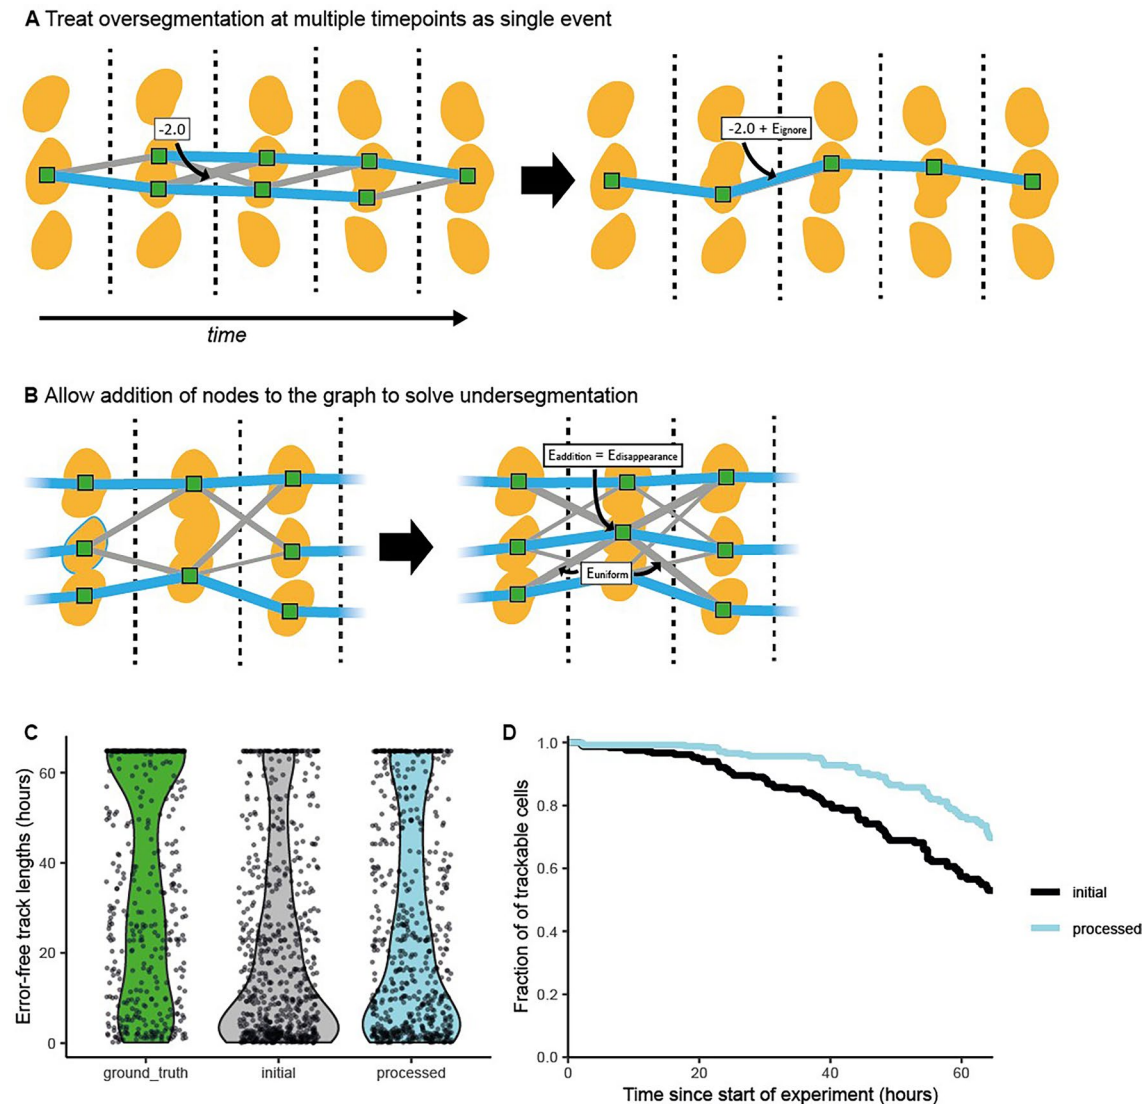 A Treat oversegmentation at multiple timepoints as single event
-2.0
-2.0 + Eignore
time
B Allow addition of nodes to the graph to solve undersegmentation
Eaddition = Edisappearance
Euniform
C
Error-free track lengths (hours)
60
40
20
0
ground_truth
initial
processed
D
Fraction of of trackable cells
1.0
0.8
0.6
0.4
0.2
0.0
0
20
40
60
Time since start of experiment (hours)
initial
processed